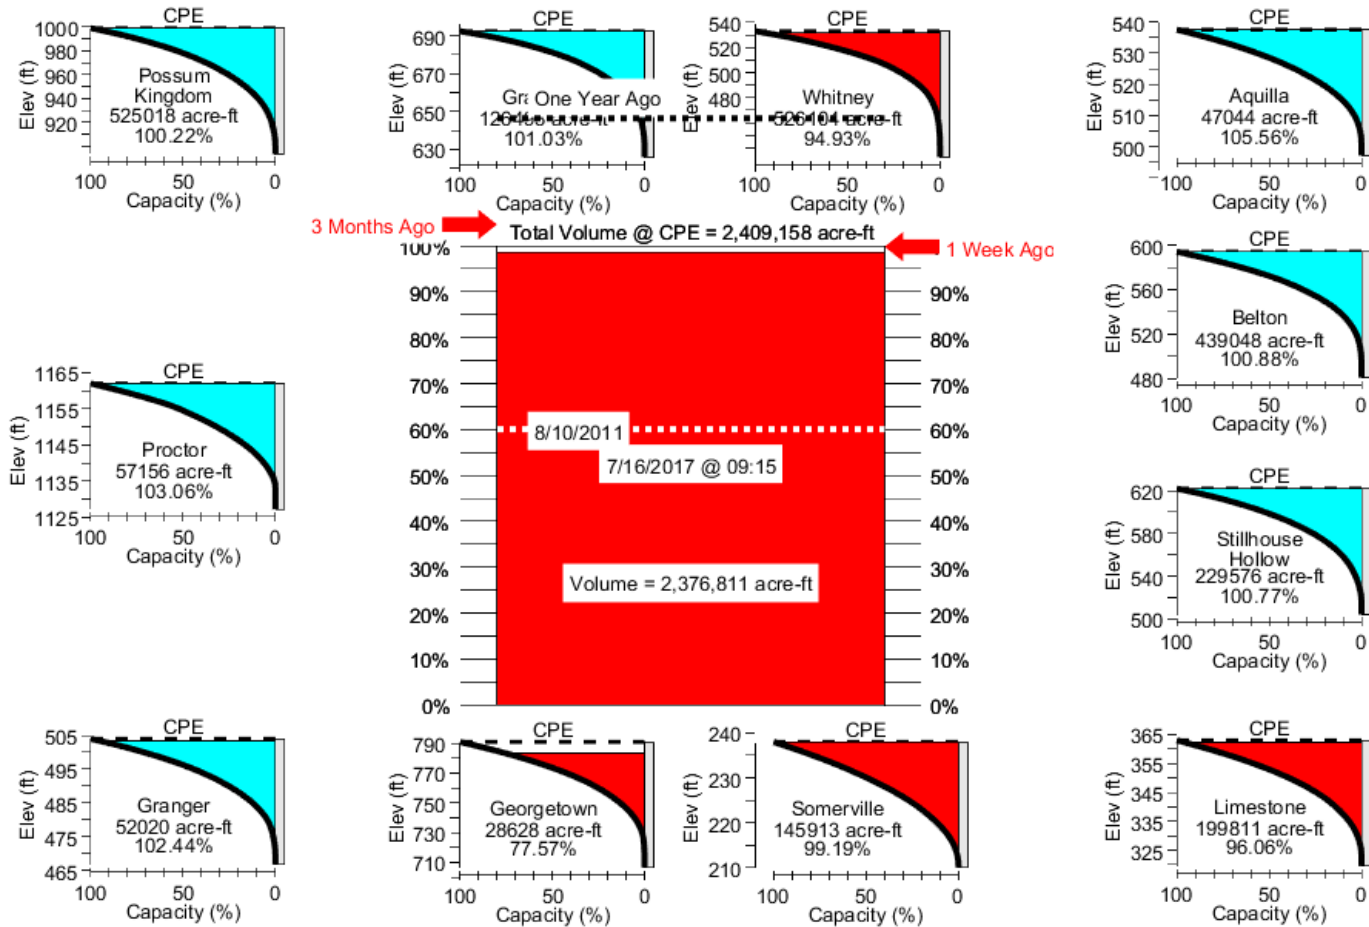 CPE
1000
980
960
940
920
Elev (ft)
Possum
Kingdom
525018 acre-ft
100.22%
100 50 0
Capacity (%)
CPE
690
670
650
630
Elev (ft)
One Year Ago
101.03%
100 50 0
Capacity (%)
CPE
540
520
500
480
Elev (ft)
Whitney
526104 acre-ft
94.93%
100 50 0
Capacity (%)
CPE
540
530
520
510
500
Elev (ft)
Aquilla
47044 acre-ft
105.56%
100 50 0
Capacity (%)
3 Months Ago
Total Volume @ CPE = 2,409,158 acre-ft
1 Week Ago
100%
90% 90%
80% 80%
70% 70%
60% 60%
50% 50%
40% 40%
30% 30%
20% 20%
10% 10%
0% 0%
8/10/2011
7/16/2017 @ 09:15
Volume = 2,376,811 acre-ft
CPE
600
560
520
480
Elev (ft)
Belton
439048 acre-ft
100.88%
100 50 0
Capacity (%)
CPE
1165
1155
1145
1135
1125
Elev (ft)
Proctor
57156 acre-ft
103.06%
100 50 0
Capacity (%)
CPE
620
580
540
500
Elev (ft)
Stillhouse
Hollow
229576 acre-ft
100.77%
100 50 0
Capacity (%)
CPE
505
495
485
475
465
Elev (ft)
Granger
52020 acre-ft
102.44%
100 50 0
Capacity (%)
CPE
790
770
750
730
710
Elev (ft)
Georgetown
28628 acre-ft
77.57%
100 50 0
Capacity (%)
CPE
240
230
220
210
Elev (ft)
Somerville
145913 acre-ft
99.19%
100 50 0
Capacity (%)
CPE
365
355
345
335
325
Elev (ft)
Limestone
199811 acre-ft
96.06%
100 50 0
Capacity (%)